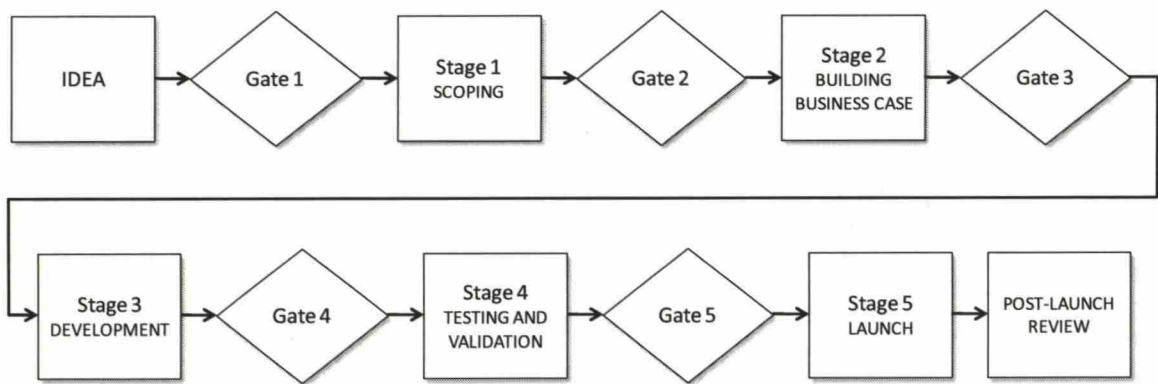 IDEA
Gate 1
Stage 1
SCOPING
Gate 2
Stage 2
BUILDING
BUSINESS CASE
Gate 3
Stage 3
DEVELOPMENT
Gate 4
Stage 4
TESTING AND
VALIDATION
Gate 5
Stage 5
LAUNCH
POST-LAUNCH
REVIEW